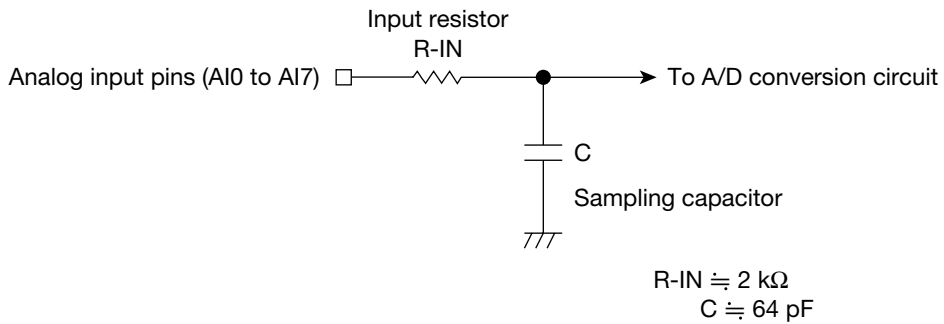 Input resistor
R-IN
Analog input pins (AI0 to AI7)
To A/D conversion circuit
C
Sampling capacitor
R-IN ≒ 2 kΩ
C ≒ 64 pF